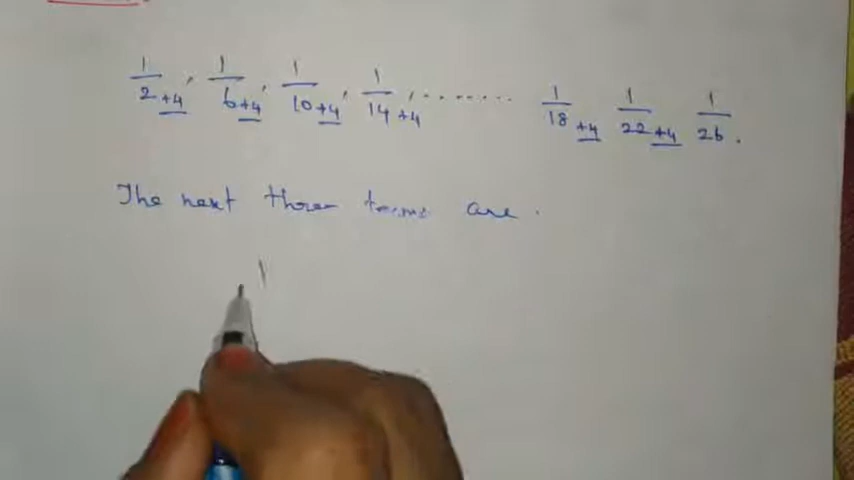 1/2+4, 1/6+4, 1/10+4, 1/14+4, ........ 1/18+4 1/22+4 1/26.
The next three terms are.
1